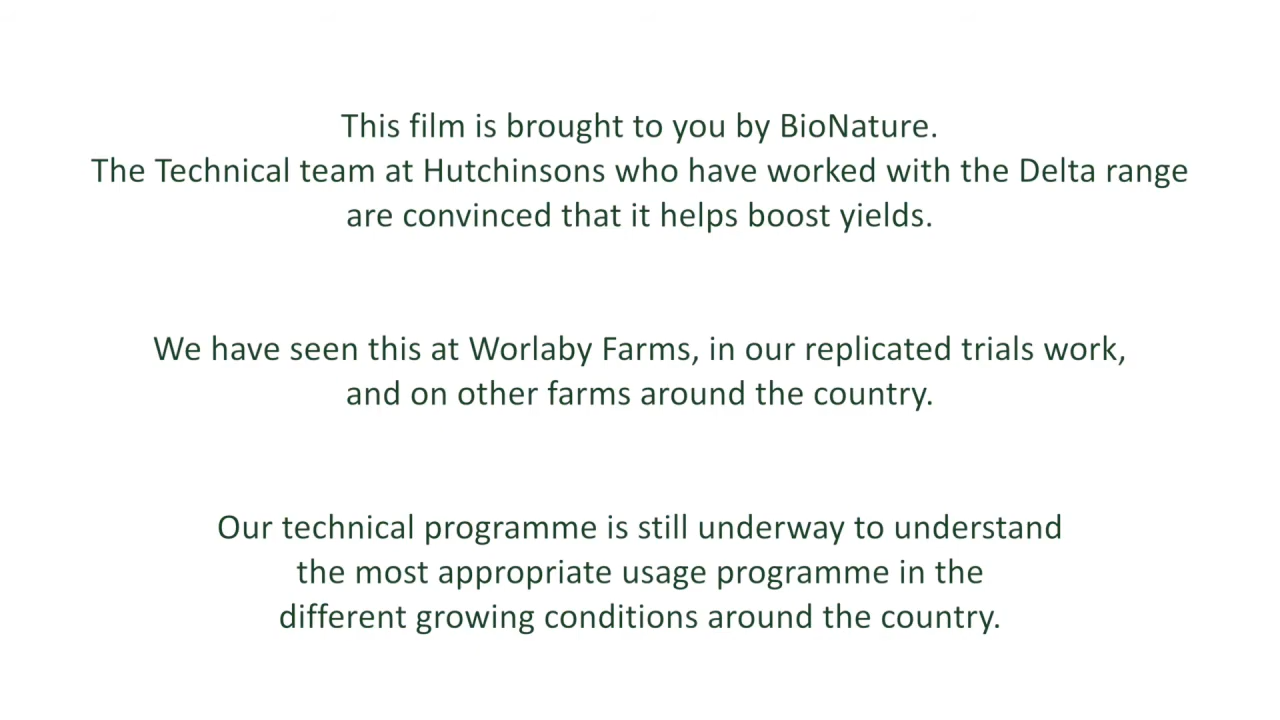 This film is brought to you by BioNature.
The Technical team at Hutchinsons who have worked with the Delta range
are convinced that it helps boost yields.
We have seen this at Worlaby Farms, in our replicated trials work,
and on other farms around the country.
Our technical programme is still underway to understand
the most appropriate usage programme in the
different growing conditions around the country.